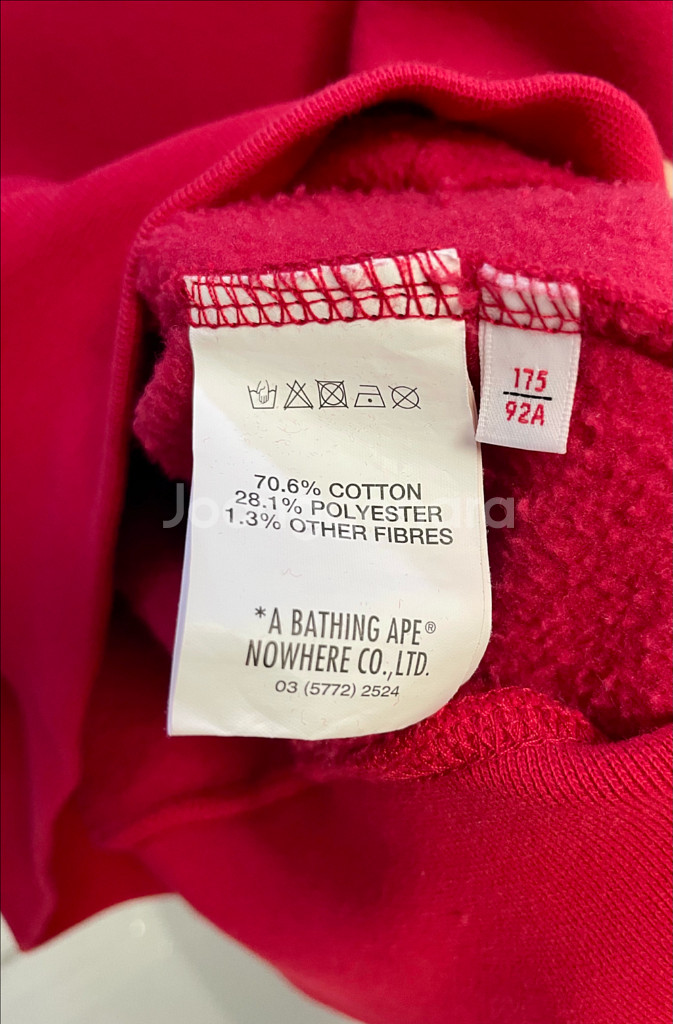 175
92A
70.6% COTTON
28.1% POLYESTER
1.3% OTHER FIBRES
*A BATHING APE®
NOWHERE CO.,LTD.
03 (5772) 2524